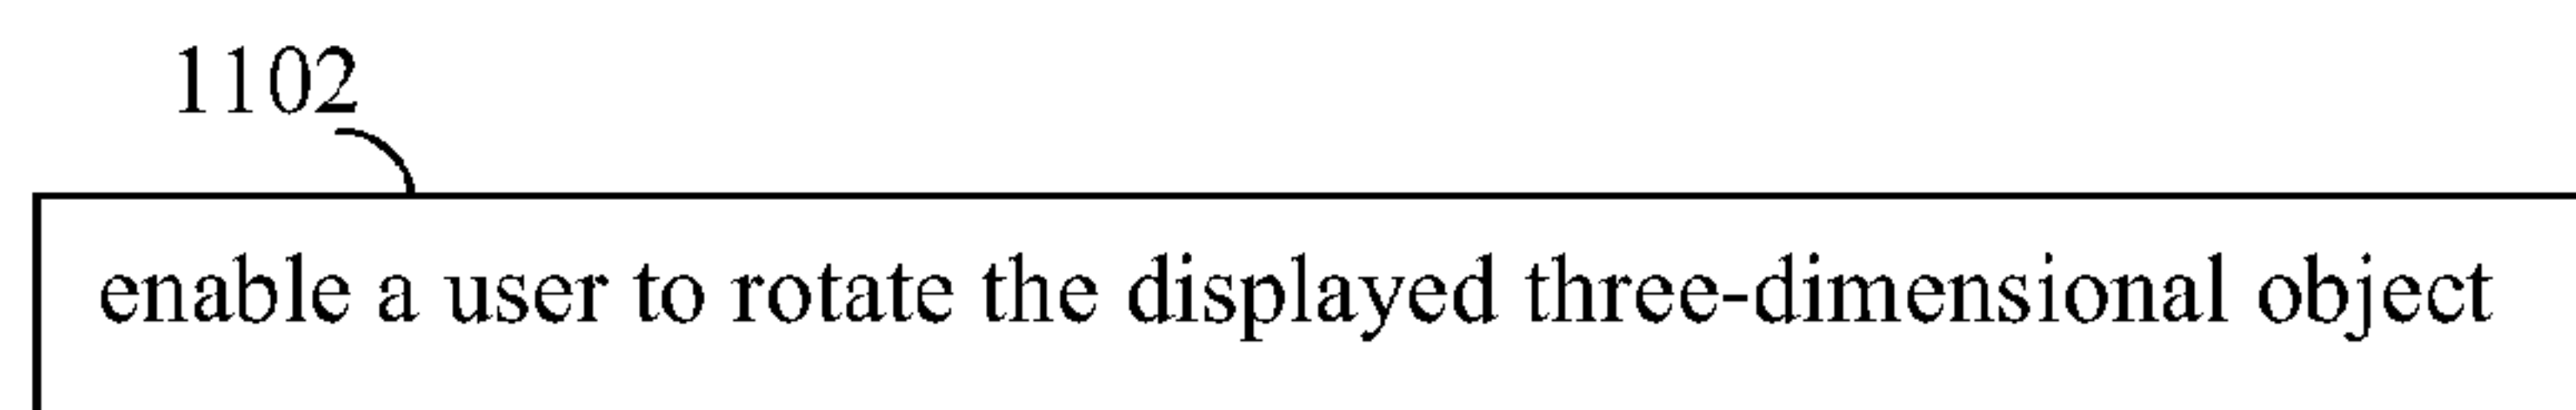 1102
enable a user to rotate the displayed three-dimensional object